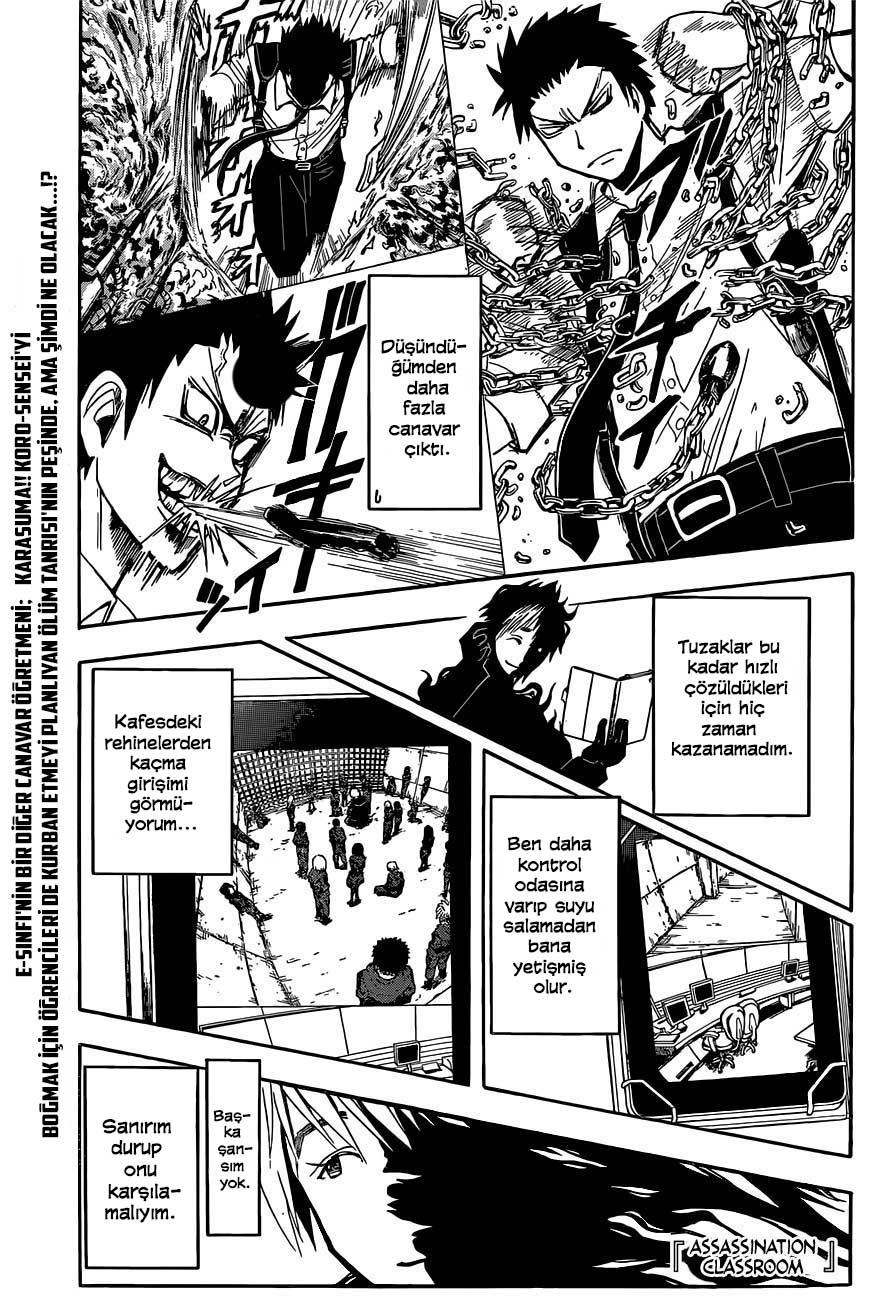 E-SINFI'NIN BİR DİĞER CANAVAR ÖĞRETMENİ; KARASUMA!! KORO-SENSEI'YI
BOĞMAK İÇİN ÖĞRENCİLERİ DE KURBAN ETMEYİ PLANLIYAN ÖLÜM TANRISI'NIN PEŞİNDE, AMA ŞİMDİ NE OLACAK...!?
Düşündü-
ğümden
daha
fazla
canavar
çıktı.
Tuzaklar bu
kadar hızlı
çözüldükleri
için hiç
zaman
kazanamadım.
Kafesdeki
rehinelerden
kaçma
girişimi
görmü-
yorum...
Ben daha
kontrol
odasına
varıp suyu
salamadan
bana
yetişmiş
olur.
Baş-
ka
şan-
sım
yok.
Sanırım
durup
onu
karşıla-
malıyım.
『ASSASSINATION
CLASSROOM』